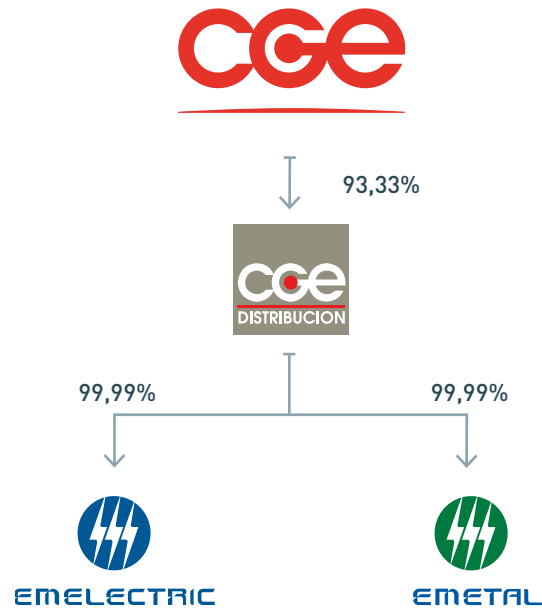 cge
93,33%
cge
DISTRIBUCION
99,99%
99,99%
EMELECTRIC
EMETAL